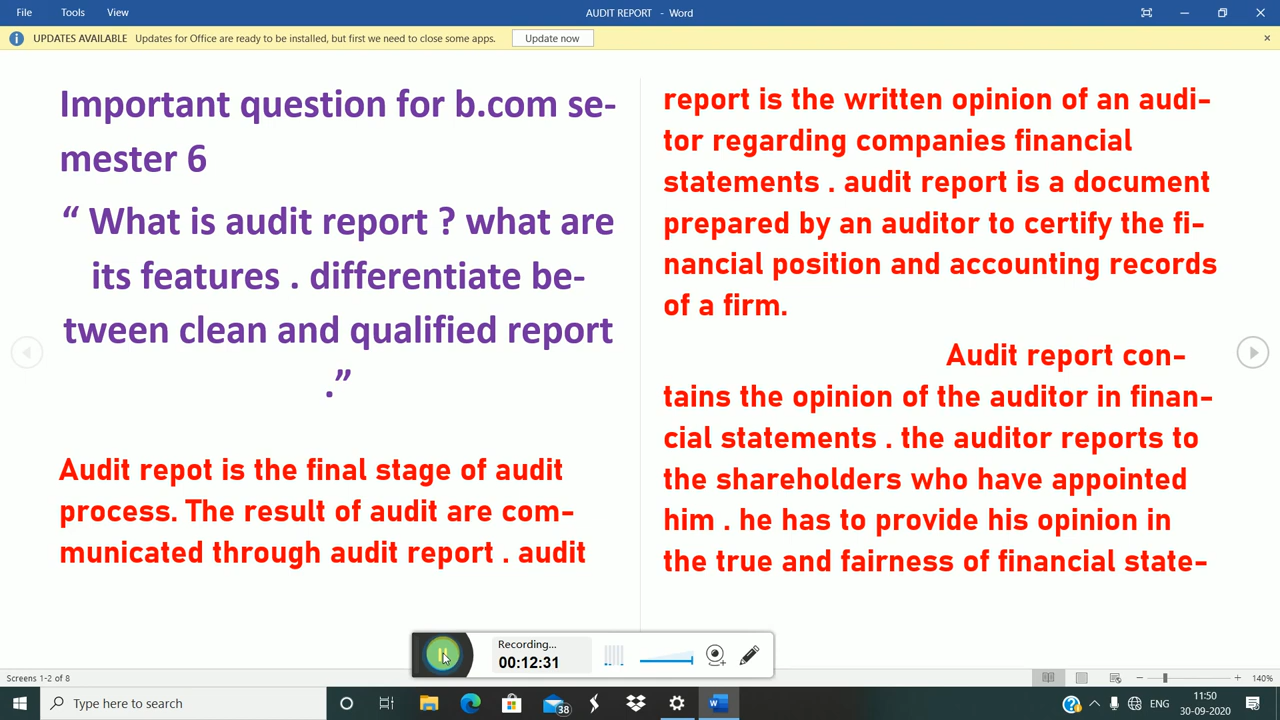 File Tools View AUDIT REPORT - Word
UPDATES AVAILABLE Updates for Office are ready to be installed, but first we need to close some apps. Update now
Important question for b.com se-
mester 6
“ What is audit report ? what are
its features . differentiate be-
tween clean and qualified report
.”
Audit repot is the final stage of audit
process. The result of audit are com-
municated through audit report . audit
report is the written opinion of an audi-
tor regarding companies financial
statements . audit report is a document
prepared by an auditor to certify the fi-
nancial position and accounting records
of a firm.
Audit report con-
tains the opinion of the auditor in finan-
cial statements . the auditor reports to
the shareholders who have appointed
him . he has to provide his opinion in
the true and fairness of financial state-
Recording...
00:12:31
Screens 1-2 of 8 140%
Type here to search 38 ENG 11:50
30-09-2020